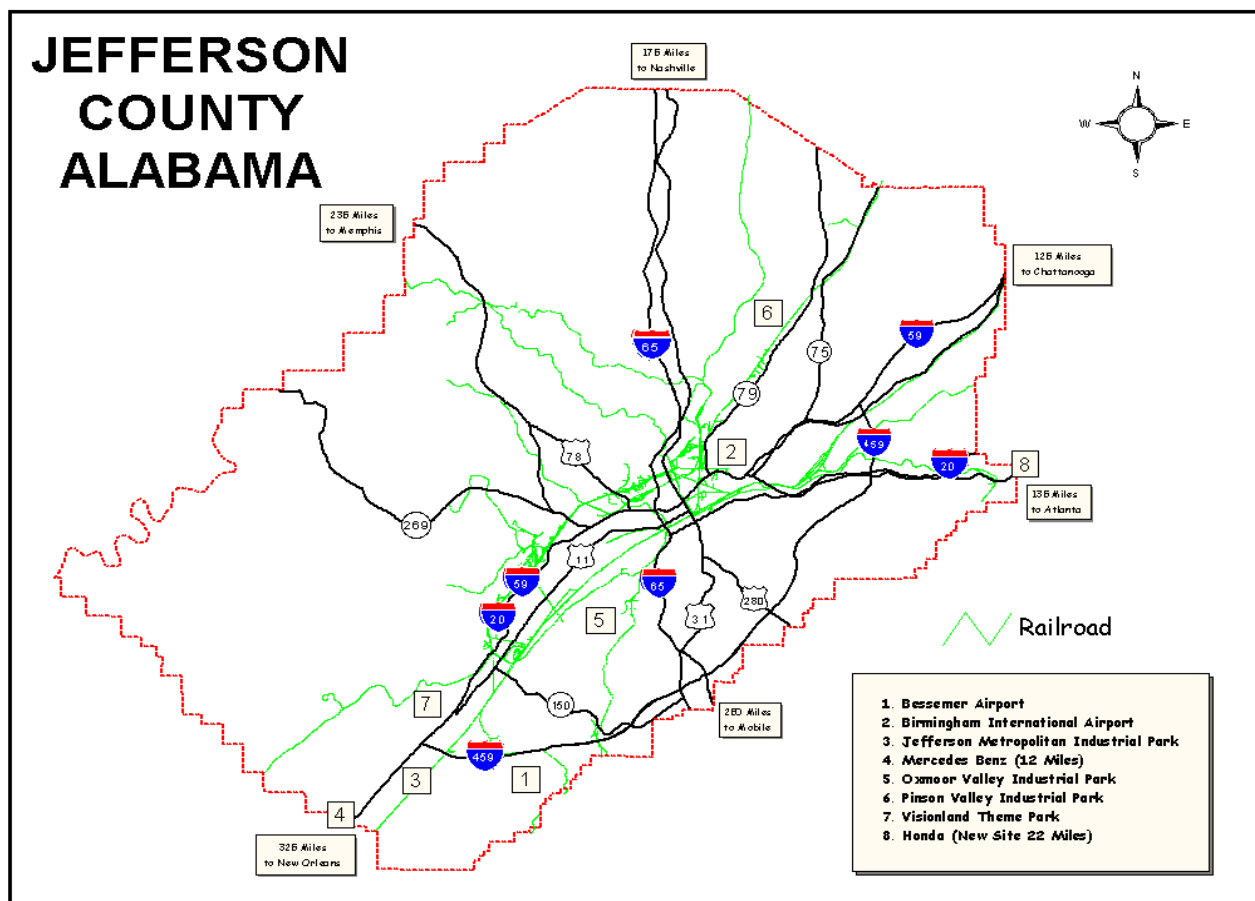 JEFFERSON
COUNTY
ALABAMA
175 Miles
to Nashville
N
W
E
S
235 Miles
to Memphis
125 Miles
to Chattanooga
6
65
59
75
79
459
78
2
20
8
135 Miles
to Atlanta
269
11
59
65
280
20
5
31
Railroad
7
150
260 Miles
to Mobile
459
3
1
4
325 Miles
to New Orleans
1. Bessemer Airport
2. Birmingham International Airport
3. Jefferson Metropolitan Industrial Park
4. Mercedes Benz (12 Miles)
5. Oxmoor Valley Industrial Park
6. Pinson Valley Industrial Park
7. Visionland Theme Park
8. Honda (New Site 22 Miles)